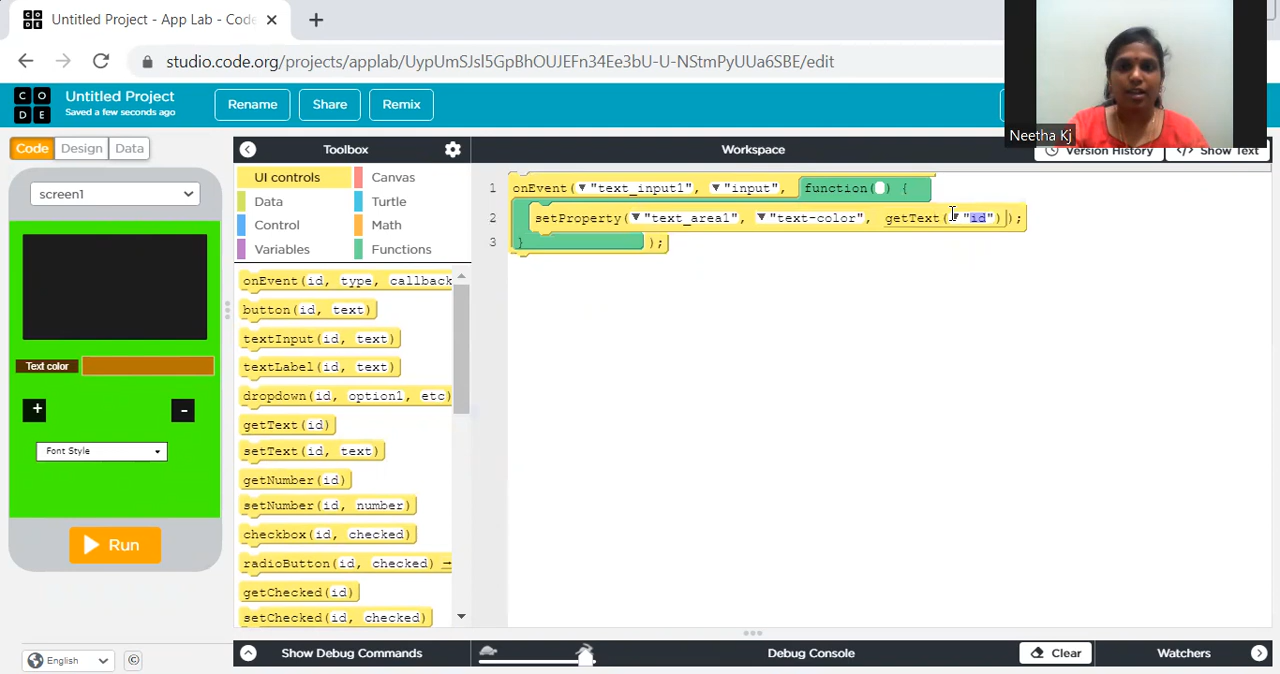 Untitled Project - App Lab - Code
studio.code.org/projects/applab/UypUmSJsl5GpBhOUJEFn34Ee3bU-U-NStmPyUUa6SBE/edit
CO
DE
Untitled Project
Saved a few seconds ago
Rename
Share
Remix
Neetha Kj
Code
Design
Data
Toolbox
Workspace
Version History
</> Show Text
screen1
UI controls
Canvas
Data
Turtle
Control
Math
Variables
Functions
1 onEvent(▼"text_input1", ▼"input", function( ) {
2 setProperty(▼"text_area1", ▼"text-color", getText(▼"id"));
3 } );
onEvent(id, type, callback
button(id, text)
textInput(id, text)
textLabel(id, text)
dropdown(id, option1, etc)
getText(id)
setText(id, text)
getNumber(id)
setNumber(id, number)
checkbox(id, checked)
radioButton(id, checked)
getChecked(id)
setChecked(id, checked)
Text color
+
-
Font Style
Run
English
©
Show Debug Commands
Debug Console
Clear
Watchers